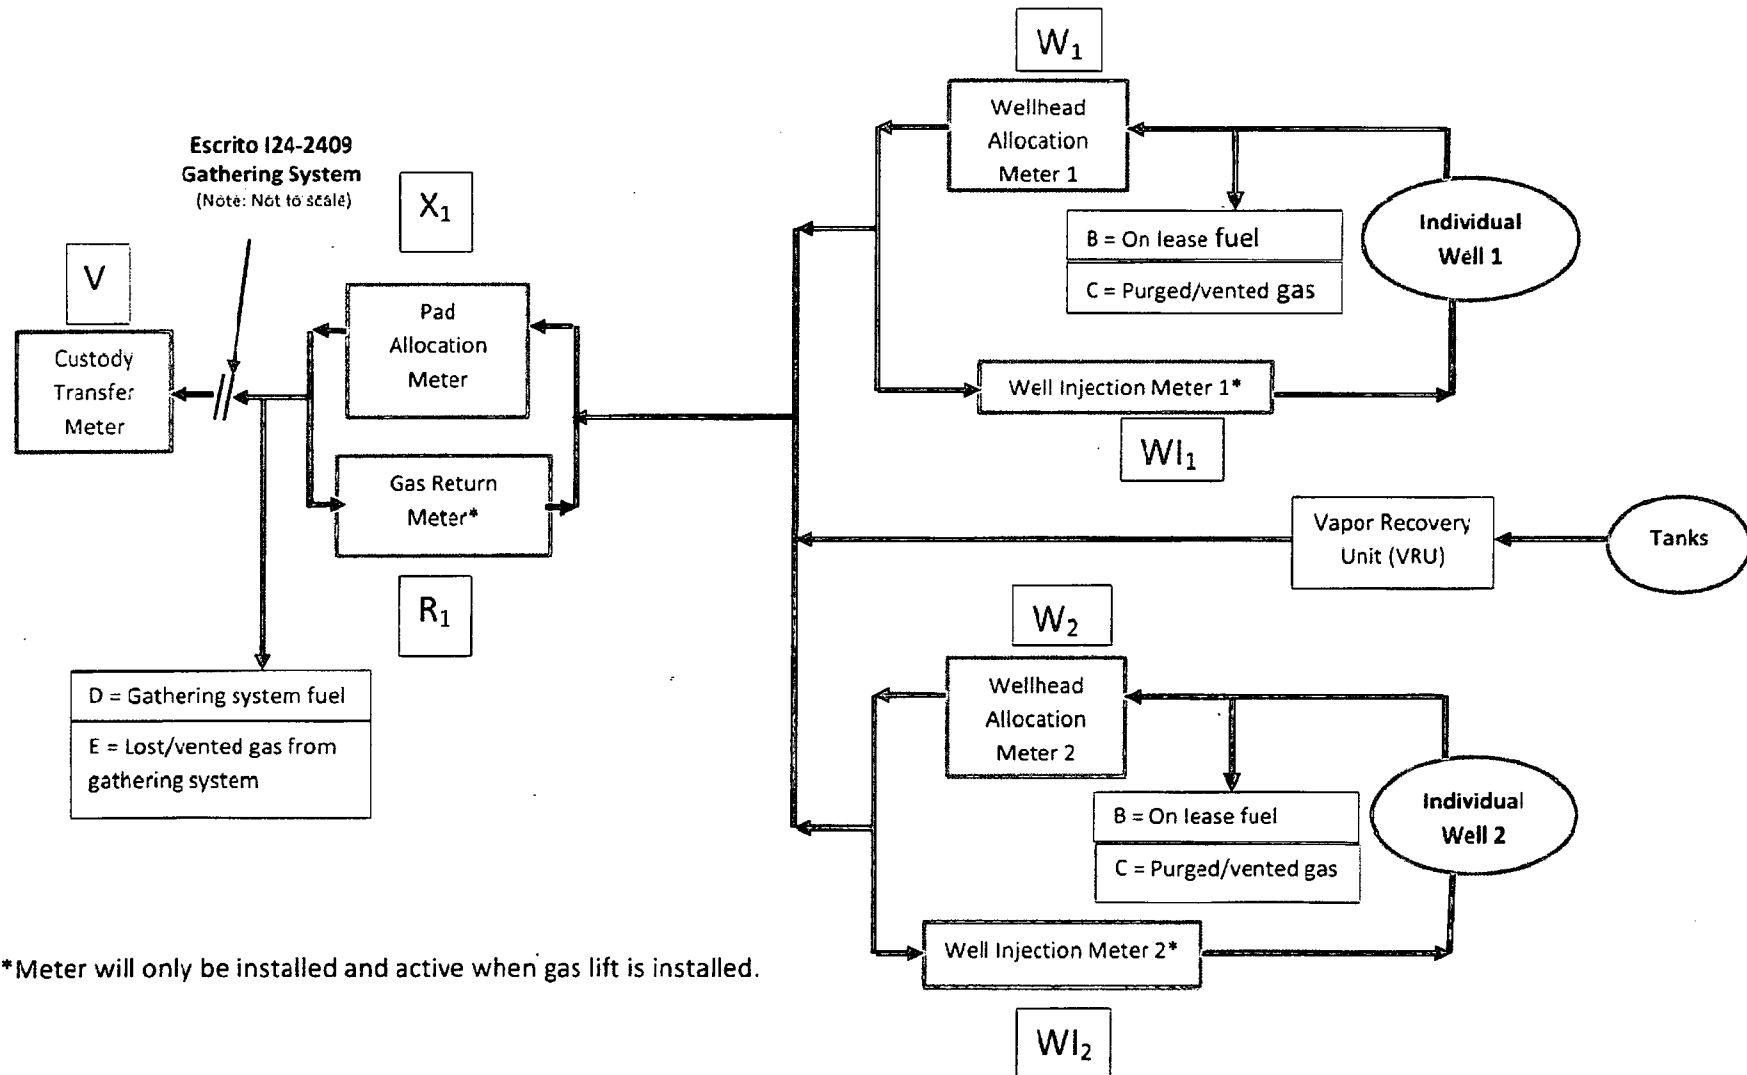 W₁
Wellhead
Allocation
Meter 1
Escrito I24-2409
Gathering System
(Note: Not to scale)
X₁
V
B = On lease fuel
C = Purged/vented gas
Individual
Well 1
Pad
Allocation
Meter
Custody
Transfer
Meter
Well Injection Meter 1*
WI₁
Gas Return
Meter*
R₁
Vapor Recovery
Unit (VRU)
Tanks
W₂
Wellhead
Allocation
Meter 2
D = Gathering system fuel
E = Lost/vented gas from
gathering system
B = On lease fuel
C = Purged/vented gas
Individual
Well 2
Well Injection Meter 2*
WI₂
*Meter will only be installed and active when gas lift is installed.